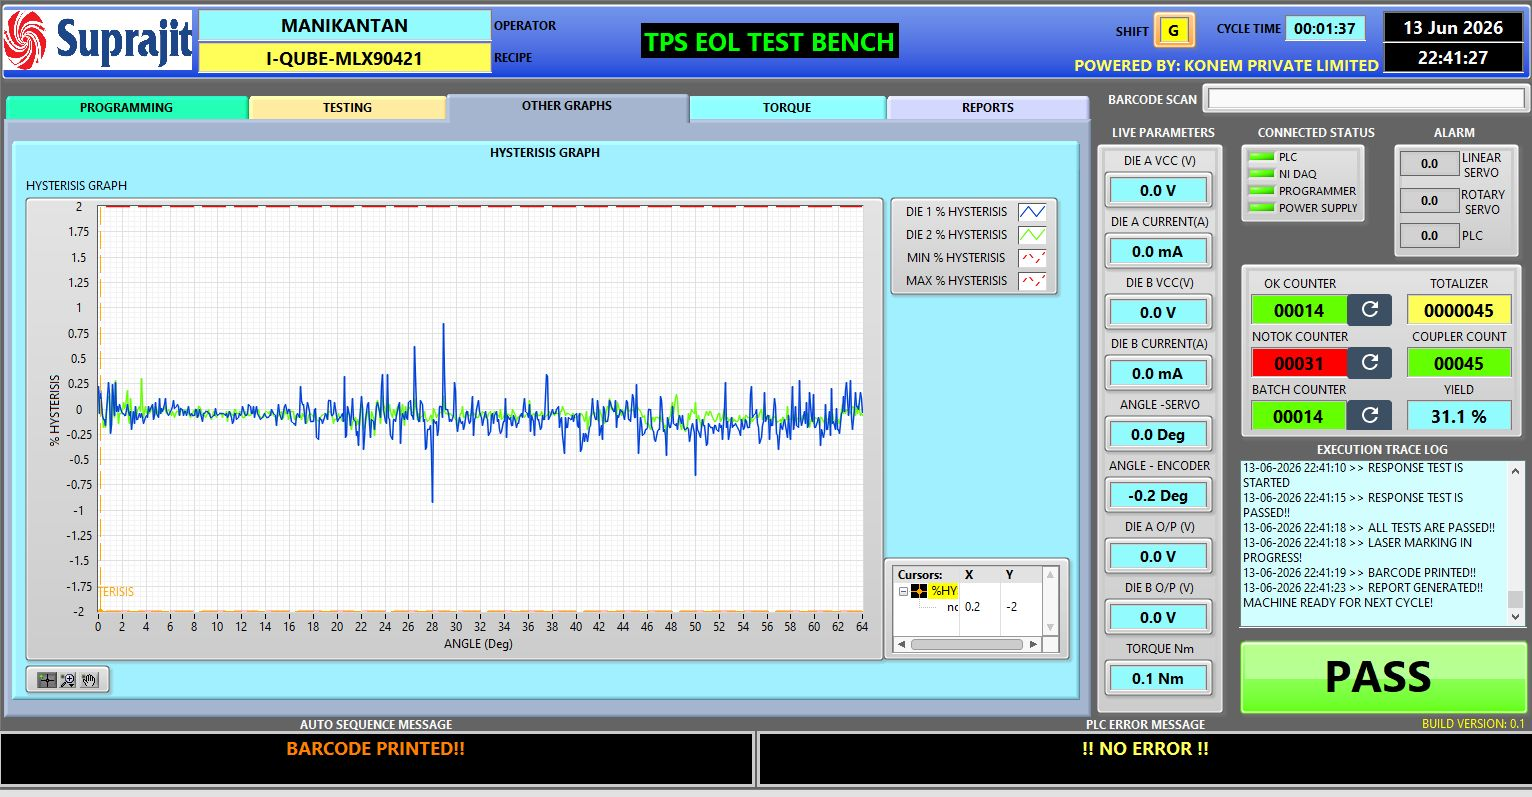 Suprajit
MANIKANTAN
OPERATOR
I-QUBE-MLX90421
RECIPE
TPS EOL TEST BENCH
SHIFT
G
CYCLE TIME
00:01:37
13 Jun 2026
22:41:27
POWERED BY: KONEM PRIVATE LIMITED
PROGRAMMING
TESTING
OTHER GRAPHS
TORQUE
REPORTS
BARCODE SCAN
HYSTERISIS GRAPH
HYSTERISIS GRAPH
% HYSTERISIS
2
1.75
1.5
1.25
1
0.75
0.5
0.25
0
-0.25
-0.5
-0.75
-1
-1.25
-1.5
-1.75
-2
TERISIS
0 2 4 6 8 10 12 14 16 18 20 22 24 26 28 30 32 34 36 38 40 42 44 46 48 50 52 54 56 58 60 62 64
ANGLE (Deg)
DIE 1 % HYSTERISIS
DIE 2 % HYSTERISIS
MIN % HYSTERISIS
MAX % HYSTERISIS
Cursors: X Y
%HY
nc 0.2 -2
LIVE PARAMETERS
DIE A VCC (V)
0.0 V
DIE A CURRENT(A)
0.0 mA
DIE B VCC(V)
0.0 V
DIE B CURRENT(A)
0.0 mA
ANGLE -SERVO
0.0 Deg
ANGLE - ENCODER
-0.2 Deg
DIE A O/P (V)
0.0 V
DIE B O/P (V)
0.0 V
TORQUE Nm
0.1 Nm
CONNECTED STATUS
PLC
NI DAQ
PROGRAMMER
POWER SUPPLY
ALARM
0.0 LINEAR SERVO
0.0 ROTARY SERVO
0.0 PLC
OK COUNTER
00014
TOTALIZER
0000045
NOTOK COUNTER
00031
COUPLER COUNT
00045
BATCH COUNTER
00014
YIELD
31.1 %
EXECUTION TRACE LOG
13-06-2026 22:41:10 >> RESPONSE TEST IS
STARTED
13-06-2026 22:41:15 >> RESPONSE TEST IS
PASSED!!
13-06-2026 22:41:18 >> ALL TESTS ARE PASSED!!
13-06-2026 22:41:18 >> LASER MARKING IN
PROGRESS!
13-06-2026 22:41:19 >> BARCODE PRINTED!!
13-06-2026 22:41:23 >> REPORT GENERATED!!
MACHINE READY FOR NEXT CYCLE!
PASS
BUILD VERSION: 0.1
AUTO SEQUENCE MESSAGE
BARCODE PRINTED!!
PLC ERROR MESSAGE
!! NO ERROR !!